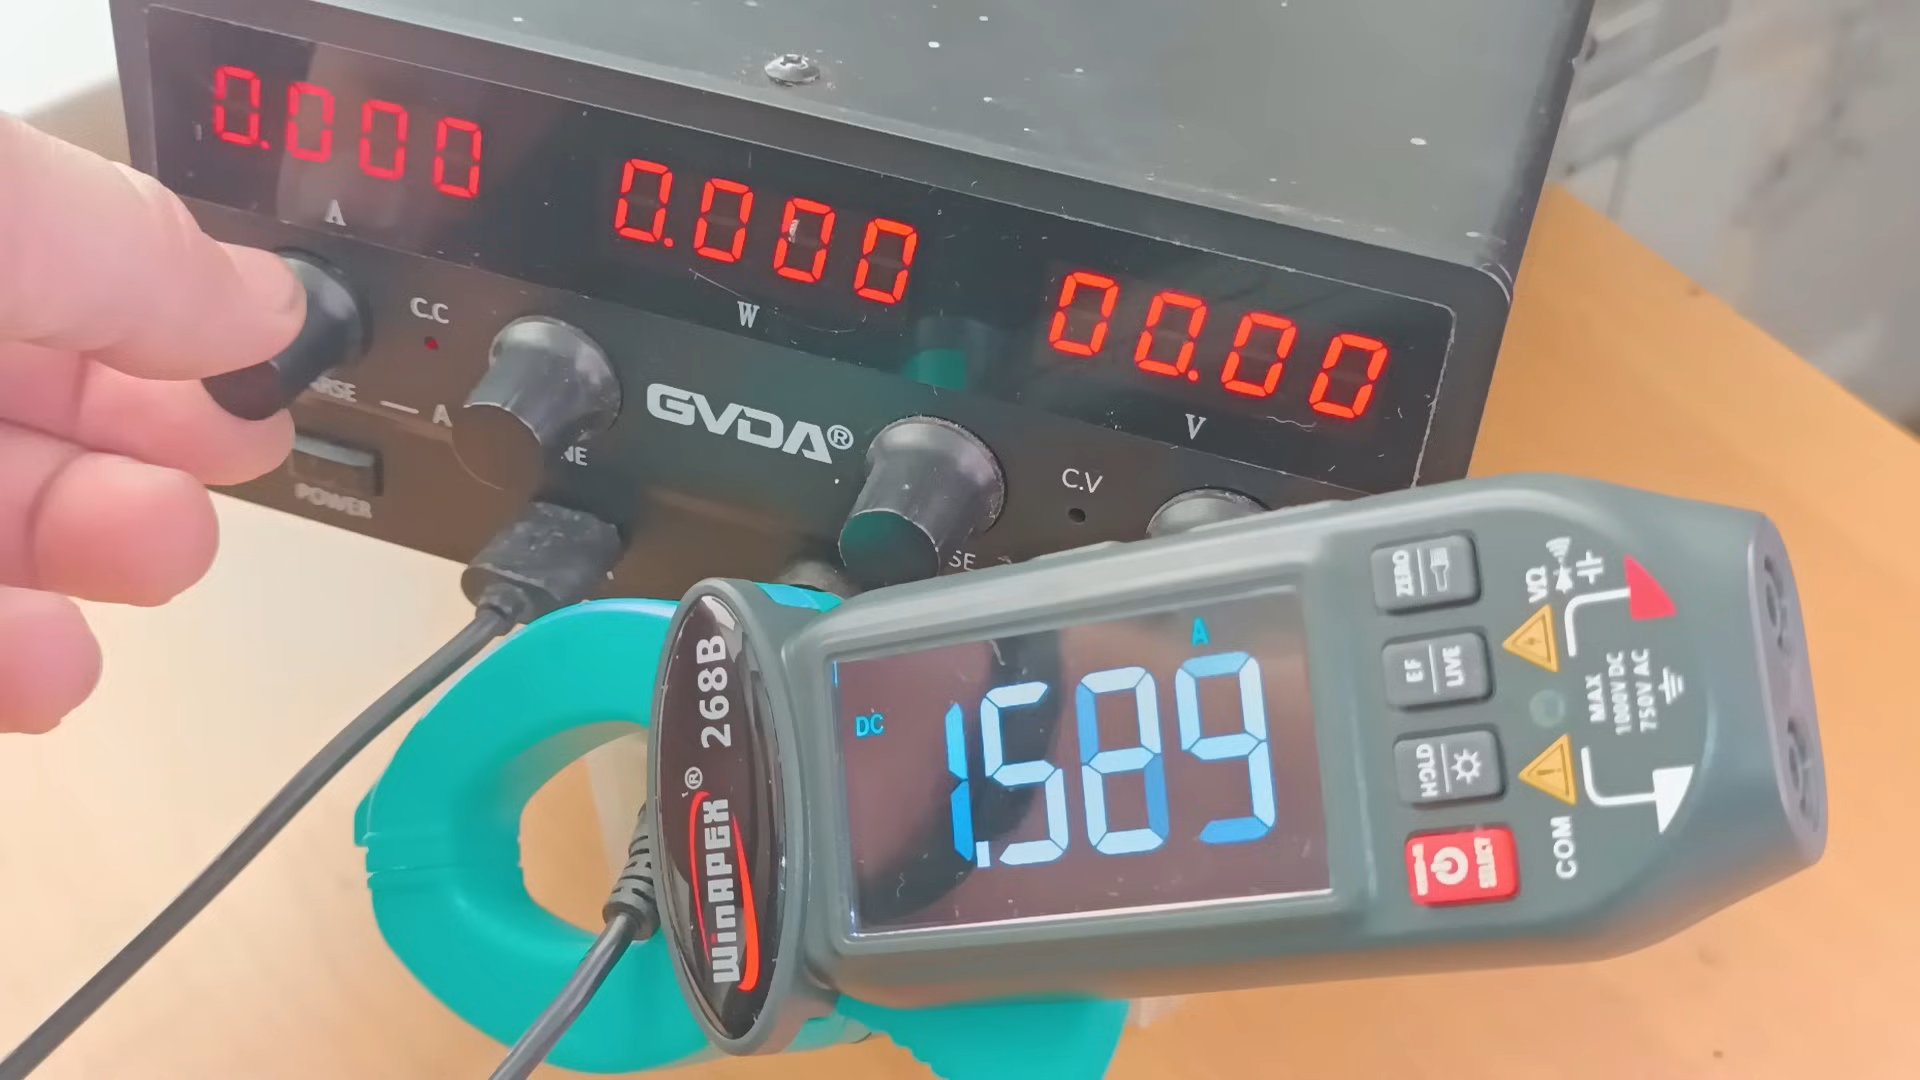 0.000
A
0.000
W
00.00
V
C.C
A
GVDA®
C.V
POWER
SE
WinAPEX® 268B
DC
A
1.589
ZERO
EF
LIVE
HOLD
SELECT
VΩ
MAX
1000V DC
750V AC
COM